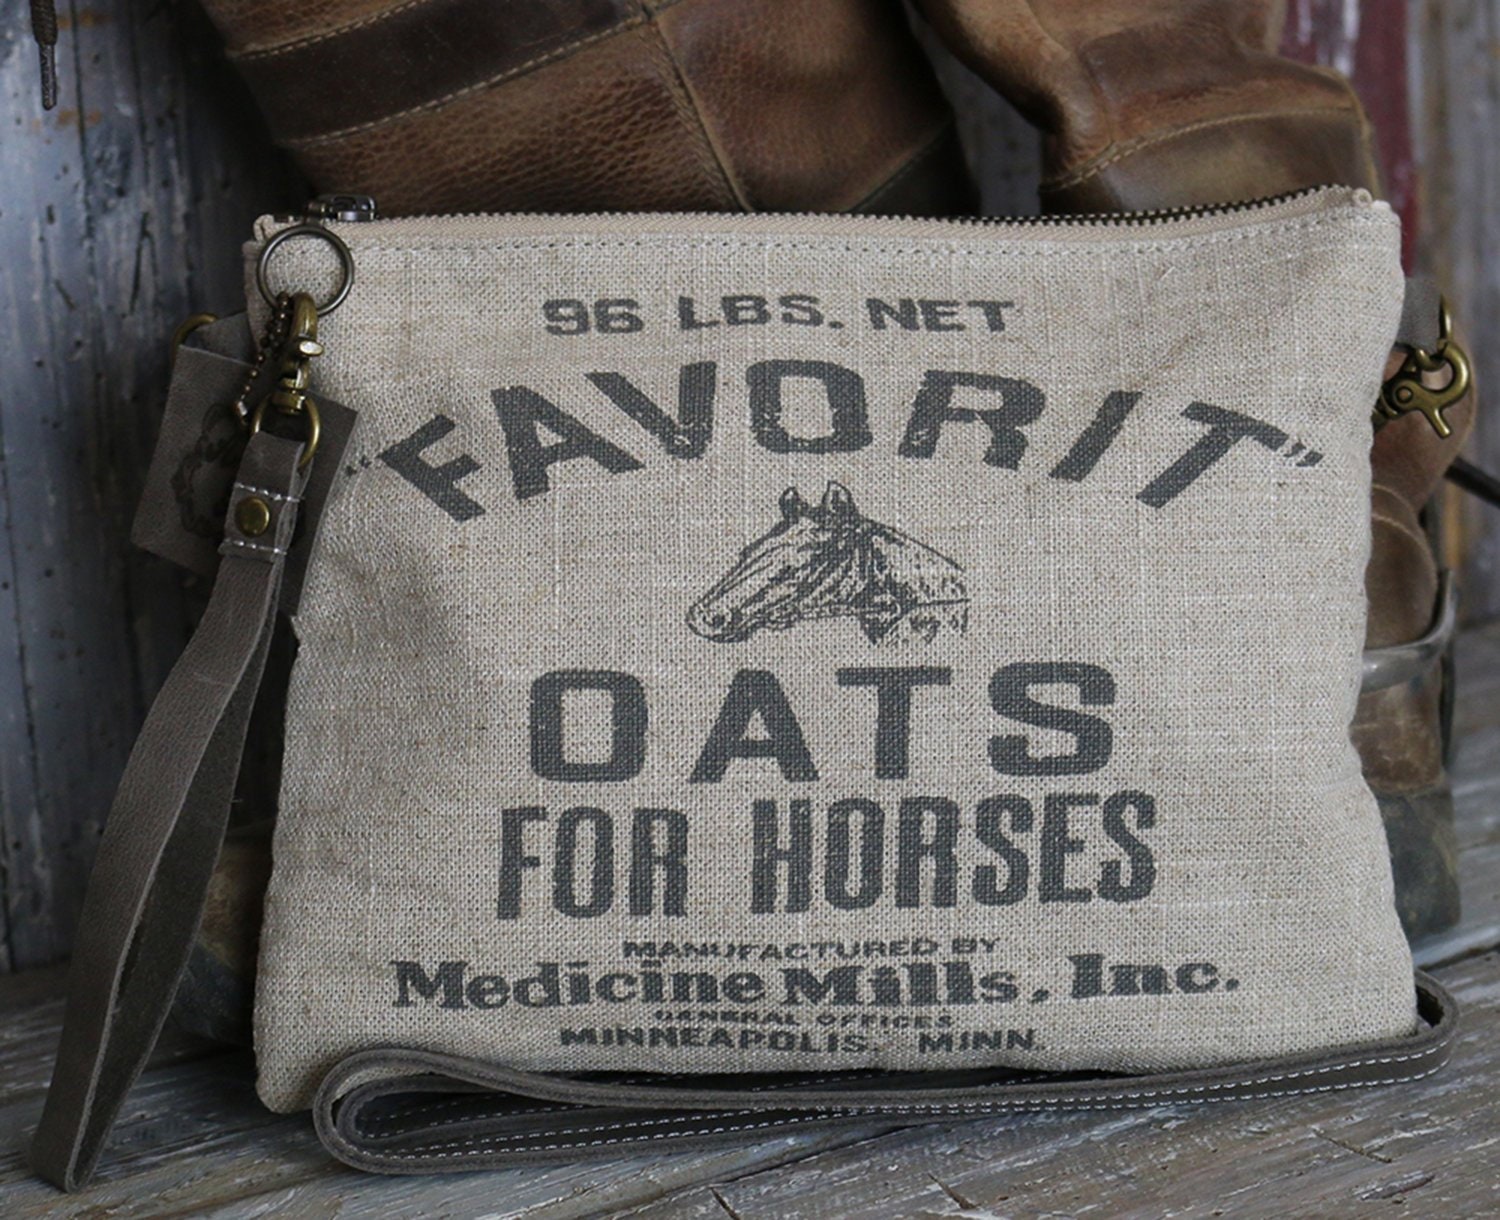 96 LBS. NET
"FAVORIT"
OATS
FOR HORSES
MANUFACTURED BY
Medicine Mills, Inc.
GENERAL OFFICES
MINNEAPOLIS. MINN.